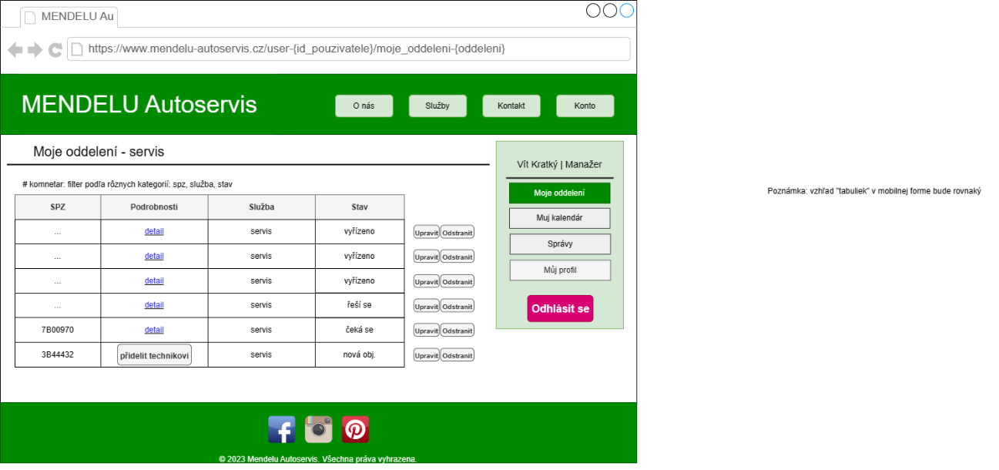 MENDELU Au
https://www.mendelu-autoservis.cz/user-{id_pouzivatele}/moje_oddeleni-{oddeleni}
MENDELU Autoservis
O nás
Služby
Kontakt
Konto
Moje oddelení - servis
# komnetar: filter podľa rôznych kategorií: spz, služba, stav
SPZ Podrobnosti Služba Stav
... detail servis vyřízeno Upravit Odstranit
... detail servis vyřízeno Upravit Odstranit
... detail servis vyřízeno Upravit Odstranit
... detail servis řeší se Upravit Odstranit
7B00970 detail servis čeká se Upravit Odstranit
3B44432 přidelit technikovi servis nová obj. Upravit Odstranit
Vít Kratký | Manažer
Moje oddelení
Muj kalendár
Správy
Můj profil
Odhlásit se
Poznámka: vzhľad "tabuliek" v mobilnej forme bude rovnaký
© 2023 Mendelu Autoservis. Všechna práva vyhrazena.